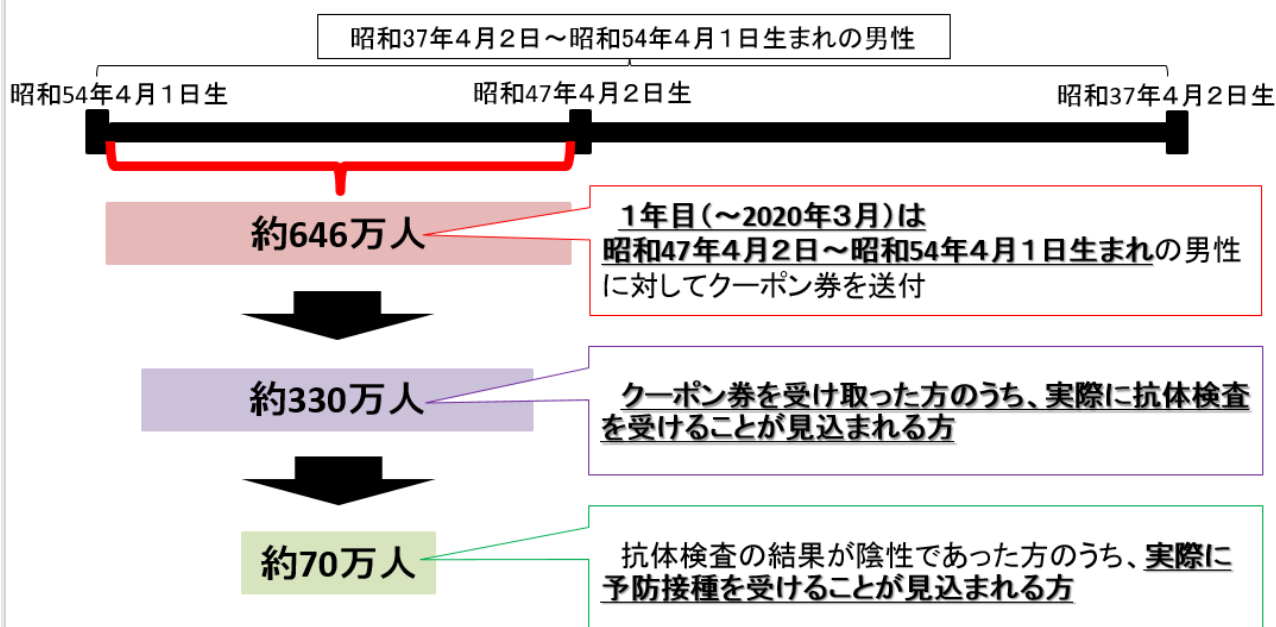 昭和37年４月２日～昭和54年４月１日生まれの男性
昭和54年４月１日生
昭和47年４月２日生
昭和37年４月２日生
約646万人
１年目（～2020年３月）は
昭和47年４月２日～昭和54年４月１日生まれの男性
に対してクーポン券を送付
約330万人
クーポン券を受け取った方のうち、実際に抗体検査
を受けることが見込まれる方
約70万人
抗体検査の結果が陰性であった方のうち、実際に
予防接種を受けることが見込まれる方